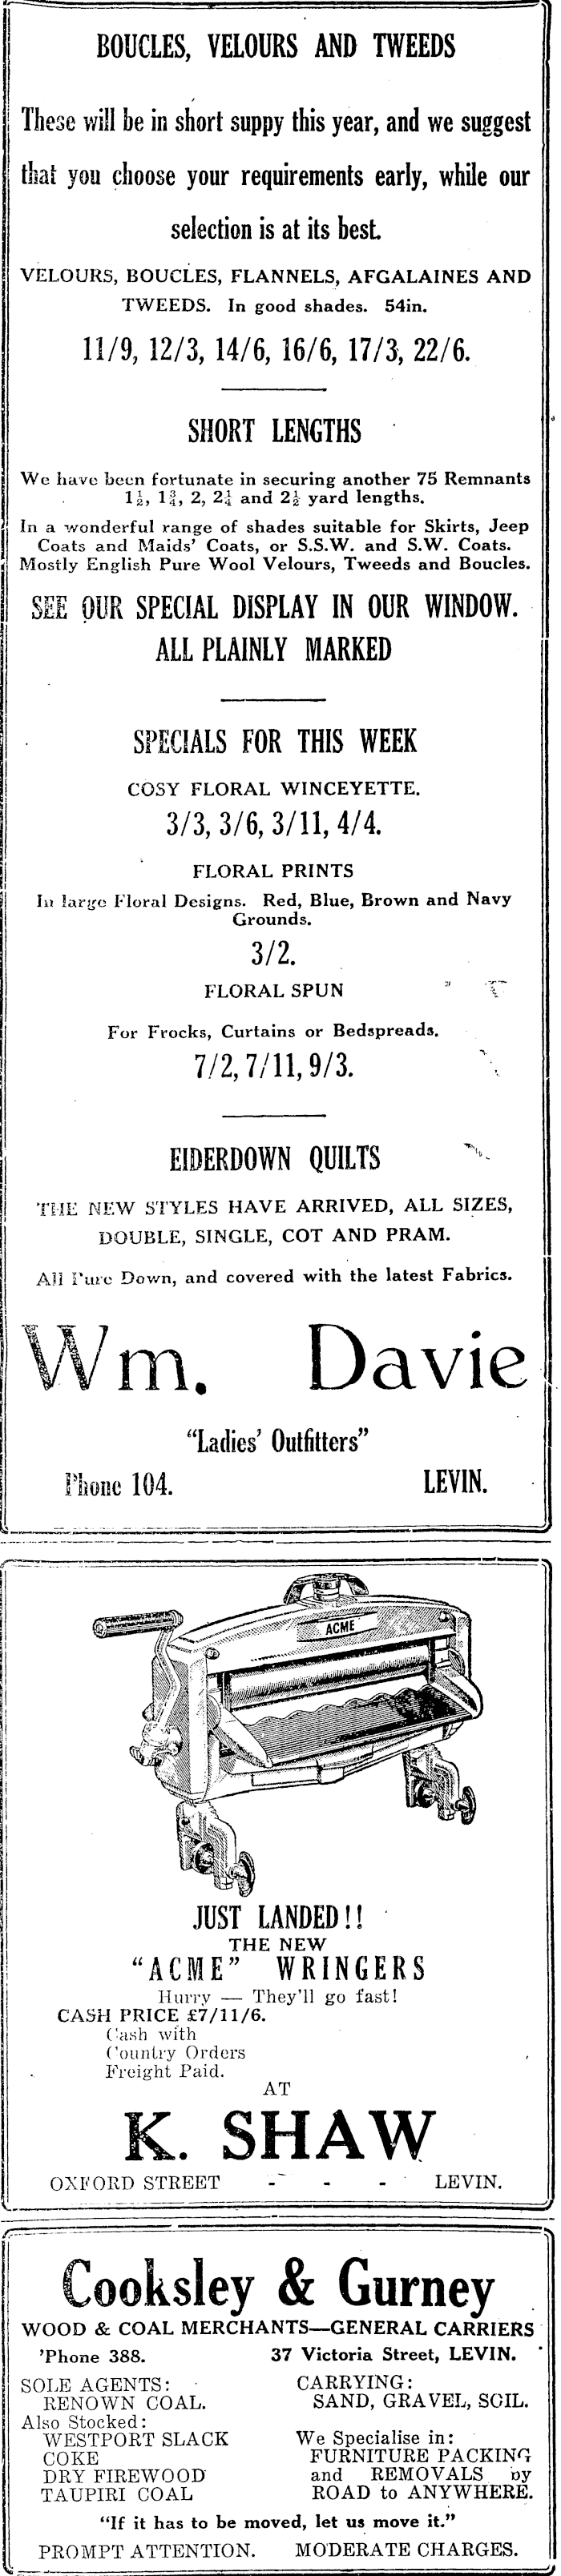 BOUCLES, VELOURS AND TWEEDS
These will be in short suppy this year, and we suggest
that you choose your requirements early, while our
selection is at its best.
VELOURS, BOUCLES, FLANNELS, AFGALAINES AND
TWEEDS. In good shades. 54in.
11/9, 12/3, 14/6, 16/6, 17/3, 22/6.
SHORT LENGTHS
We have been fortunate in securing another 75 Remnants
1½, 1¾, 2, 2¼ and 2½ yard lengths.
In a wonderful range of shades suitable for Skirts, Jeep
Coats and Maids' Coats, or S.S.W. and S.W. Coats.
Mostly English Pure Wool Velours, Tweeds and Boucles.
SEE OUR SPECIAL DISPLAY IN OUR WINDOW.
ALL PLAINLY MARKED
SPECIALS FOR THIS WEEK
COSY FLORAL WINCEYETTE.
3/3, 3/6, 3/11, 4/4.
FLORAL PRINTS
In large Floral Designs. Red, Blue, Brown and Navy
Grounds.
3/2.
FLORAL SPUN
For Frocks, Curtains or Bedspreads.
7/2, 7/11, 9/3.
EIDERDOWN QUILTS
THE NEW STYLES HAVE ARRIVED, ALL SIZES,
DOUBLE, SINGLE, COT AND PRAM.
All Pure Down, and covered with the latest Fabrics.
Wm. Davie
"Ladies' Outfitters"
Phone 104. LEVIN.
ACME
JUST LANDED!!
THE NEW
"ACME" WRINGERS
Hurry — They'll go fast!
CASH PRICE £7/11/6.
Cash with
Country Orders
Freight Paid.
AT
K. SHAW
OXFORD STREET - - - LEVIN.
Cooksley & Gurney
WOOD & COAL MERCHANTS—GENERAL CARRIERS
'Phone 388. 37 Victoria Street, LEVIN.
SOLE AGENTS:
RENOWN COAL.
Also Stocked:
WESTPORT SLACK
COKE
DRY FIREWOOD
TAUPIRI COAL
CARRYING:
SAND, GRAVEL, SOIL.
We Specialise in:
FURNITURE PACKING
and REMOVALS by
ROAD to ANYWHERE.
"If it has to be moved, let us move it."
PROMPT ATTENTION. MODERATE CHARGES.